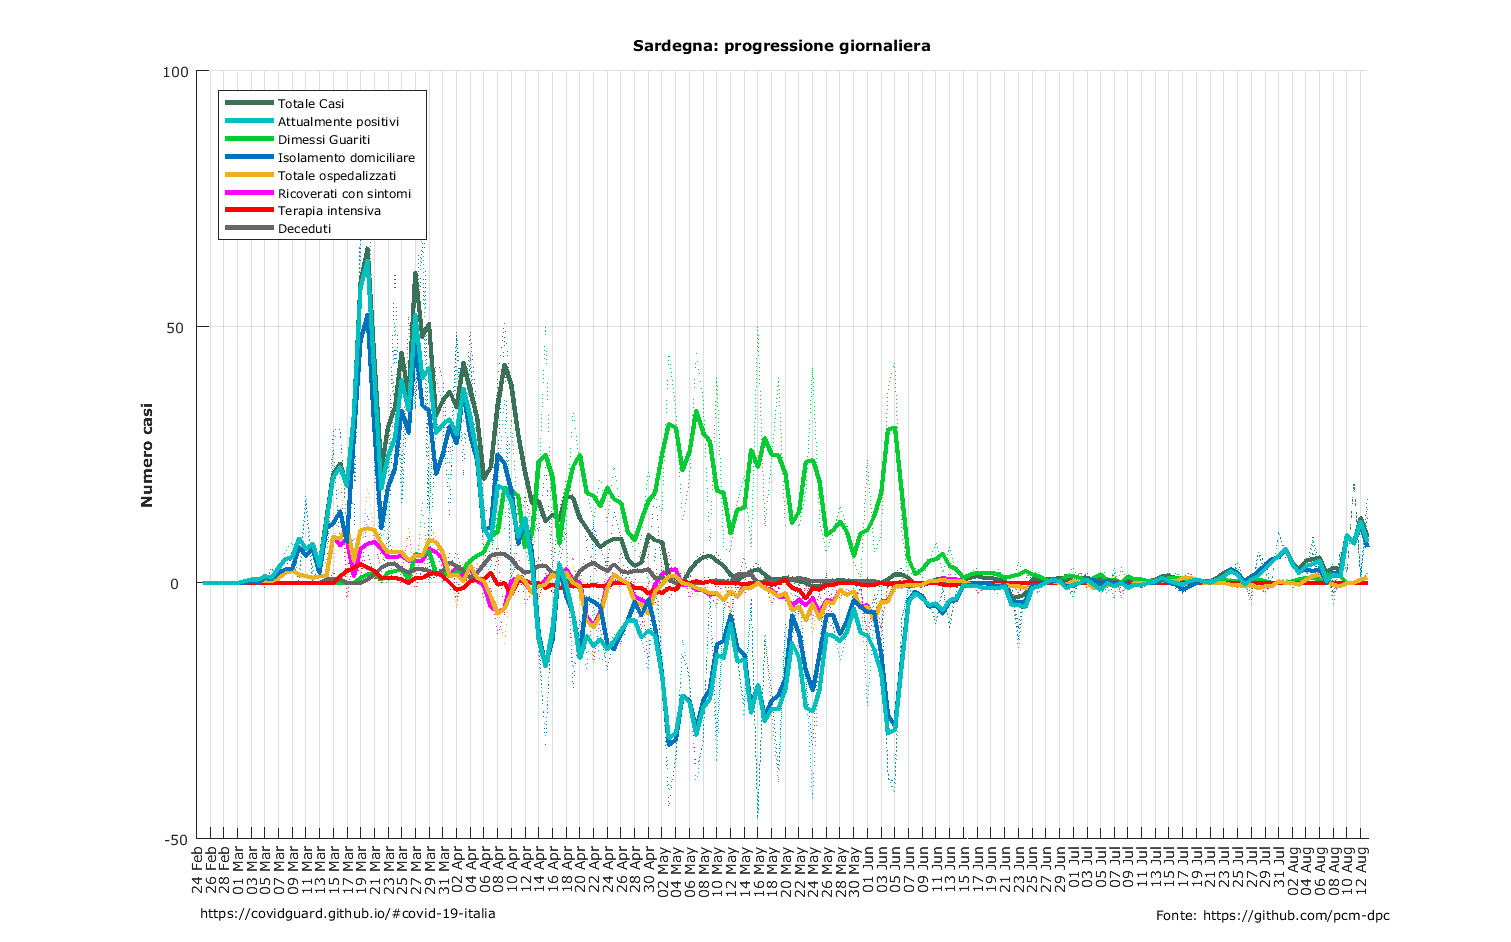 Sardegna: progressione giornaliera
100
50
0
-50
Numero casi
Totale Casi
Attualmente positivi
Dimessi Guariti
Isolamento domiciliare
Totale ospedalizzati
Ricoverati con sintomi
Terapia intensiva
Deceduti
24 Feb
26 Feb
28 Feb
01 Mar
03 Mar
05 Mar
07 Mar
09 Mar
11 Mar
13 Mar
15 Mar
17 Mar
19 Mar
21 Mar
23 Mar
25 Mar
27 Mar
29 Mar
31 Mar
02 Apr
04 Apr
06 Apr
08 Apr
10 Apr
12 Apr
14 Apr
16 Apr
18 Apr
20 Apr
22 Apr
24 Apr
26 Apr
28 Apr
30 Apr
02 May
04 May
06 May
08 May
10 May
12 May
14 May
16 May
18 May
20 May
22 May
24 May
26 May
28 May
30 May
01 Jun
03 Jun
05 Jun
07 Jun
09 Jun
11 Jun
13 Jun
15 Jun
17 Jun
19 Jun
21 Jun
23 Jun
25 Jun
27 Jun
29 Jun
01 Jul
03 Jul
05 Jul
07 Jul
09 Jul
11 Jul
13 Jul
15 Jul
17 Jul
19 Jul
21 Jul
23 Jul
25 Jul
27 Jul
29 Jul
31 Jul
02 Aug
04 Aug
06 Aug
08 Aug
10 Aug
12 Aug
https://covidguard.github.io/#covid-19-italia
Fonte: https://github.com/pcm-dpc